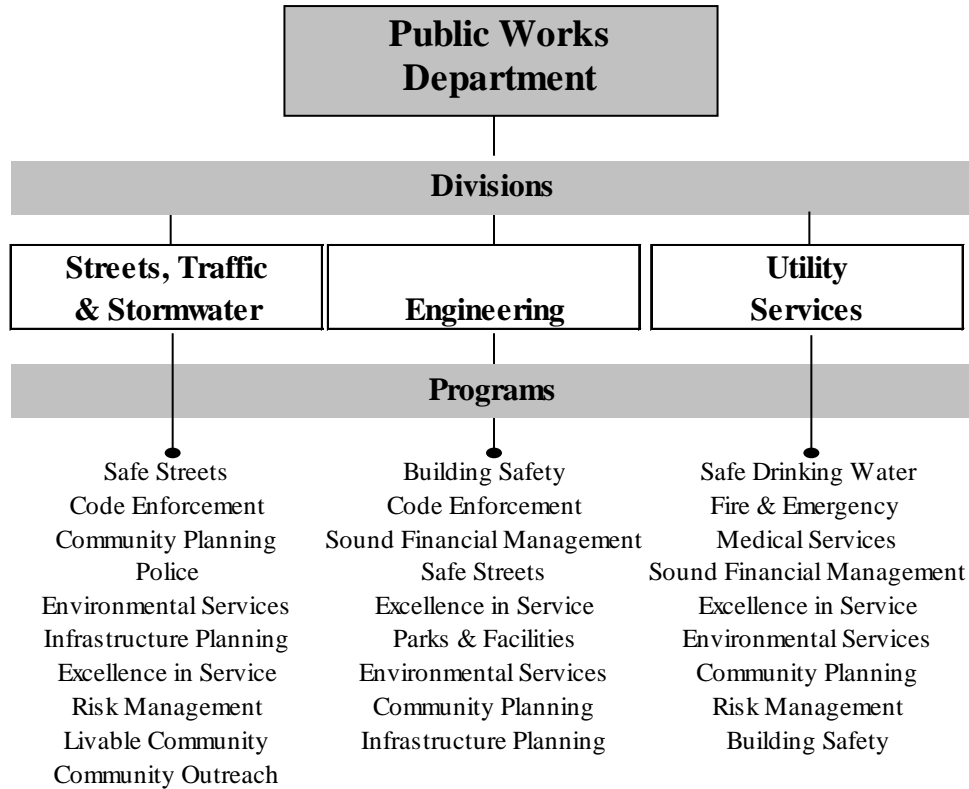 Public Works
Department
Divisions
Streets, Traffic
& Stormwater
Engineering
Utility
Services
Programs
Safe Streets
Code Enforcement
Community Planning
Police
Environmental Services
Infrastructure Planning
Excellence in Service
Risk Management
Livable Community
Community Outreach
Building Safety
Code Enforcement
Sound Financial Management
Safe Streets
Excellence in Service
Parks & Facilities
Environmental Services
Community Planning
Infrastructure Planning
Safe Drinking Water
Fire & Emergency
Medical Services
Sound Financial Management
Excellence in Service
Environmental Services
Community Planning
Risk Management
Building Safety